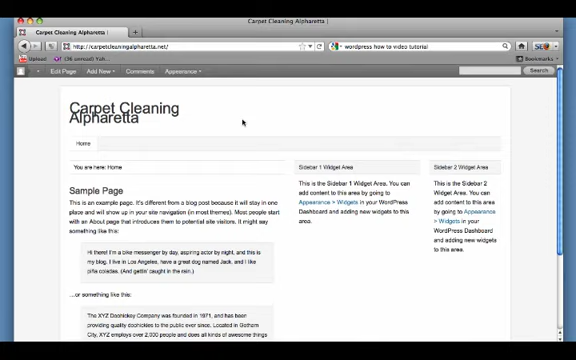 Carpet Cleaning Alpharetta |
Carpet Cleaning Alpharetta |
http://carpetcleaningalpharetta.net/
wordpress how to video tutorial
Upload
Yah...
Bookmarks
Edit Page
Add New
Comments
Appearance
Search
Carpet Cleaning
Alpharetta
Home
You are here: Home
Sample Page
This is an example page. It's different from a blog post because it will stay in
one place and will show up in your site navigation (in most themes). Most people start
with an About page that introduces them to potential site visitors. It might say
something like this:
Hi there! I'm a bike messenger by day, aspiring actor by night, and this is
my blog. I live in Los Angeles, have a great dog named Jack, and I like
piña coladas. (And gettin' caught in the rain.)
...or something like this:
The XYZ Doohickey Company was founded in 1971, and has been
providing quality doohickies to the public ever since. Located in Gotham
City, XYZ employs over 2,000 people and does all kinds of awesome things
Sidebar 1 Widget Area
This is the Sidebar 1 Widget Area. You can
add content to this area by going to
Appearance > Widgets in your WordPress
Dashboard and adding new widgets to this
area.
Sidebar 2 Widget Area
This is the Sidebar 2
Widget Area. You can
add content to this area
by going to Appearance
> Widgets in your
WordPress Dashboard
and adding new widgets
to this area.